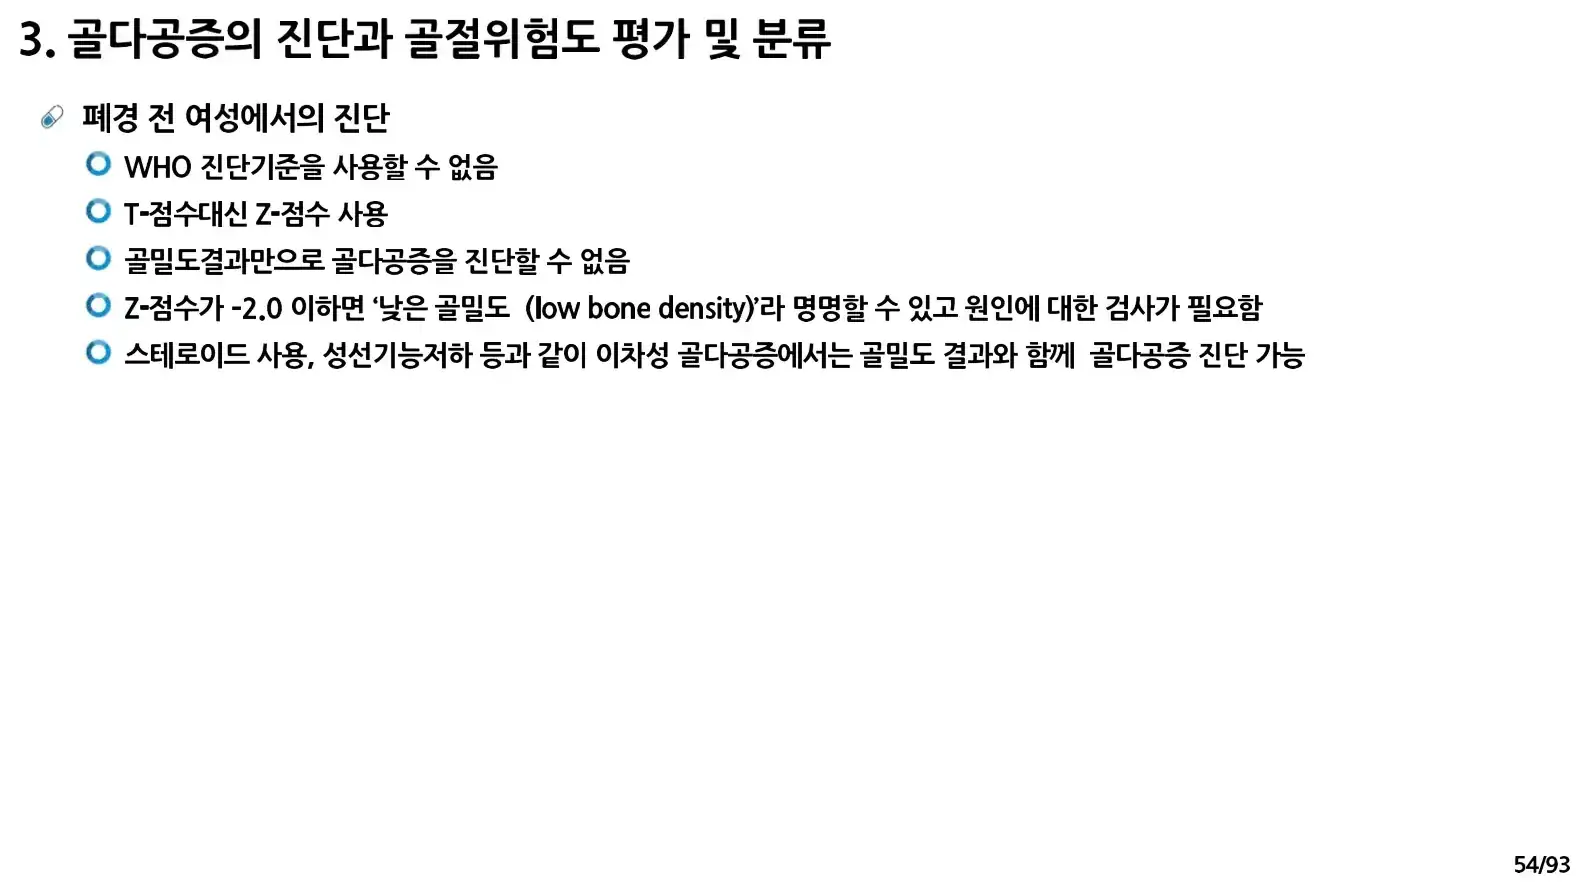 3. 골다공증의 진단과 골절위험도 평가 및 분류
폐경 전 여성에서의 진단
WHO 진단기준을 사용할 수 없음
T-점수대신 Z-점수 사용
골밀도결과만으로 골다공증을 진단할 수 없음
Z-점수가 -2.0 이하면 ‘낮은 골밀도 (low bone density)’라 명명할 수 있고 원인에 대한 검사가 필요함
스테로이드 사용, 성선기능저하 등과 같이 이차성 골다공증에서는 골밀도 결과와 함께 골다공증 진단 가능
54/93